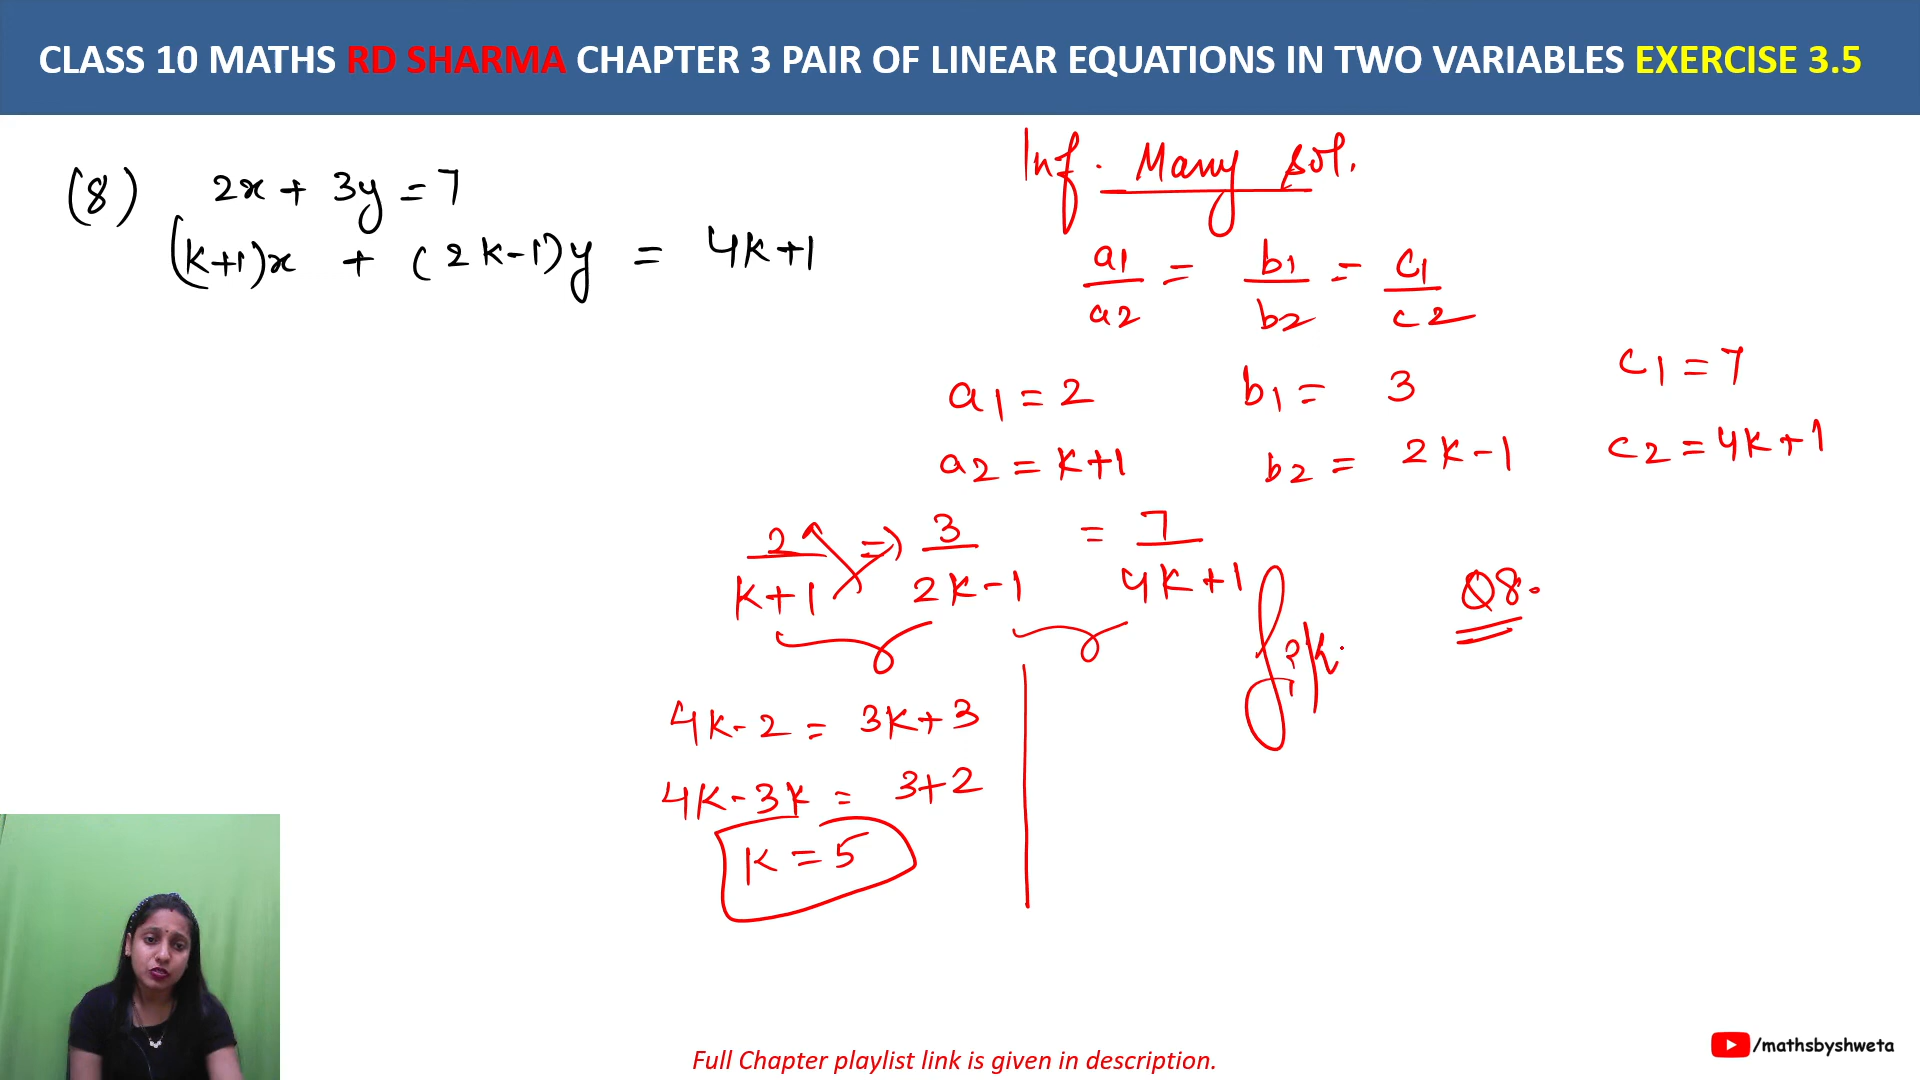 CLASS 10 MATHS RD SHARMA CHAPTER 3 PAIR OF LINEAR EQUATIONS IN TWO VARIABLES EXERCISE 3.5
(8) 2x + 3y = 7
(k+1)x + (2k-1)y = 4k+1
Inf. Many sol.
a1/a2 = b1/b2 = c1/c2
a1 = 2 b1 = 3 c1 = 7
a2 = k+1 b2 = 2k-1 c2 = 4k+1
2/k+1 = 3/2k-1 = 7/4k+1
Q8.
4k-2 = 3k+3
4k-3k = 3+2
k = 5
Full Chapter playlist link is given in description.
/mathsbyshweta